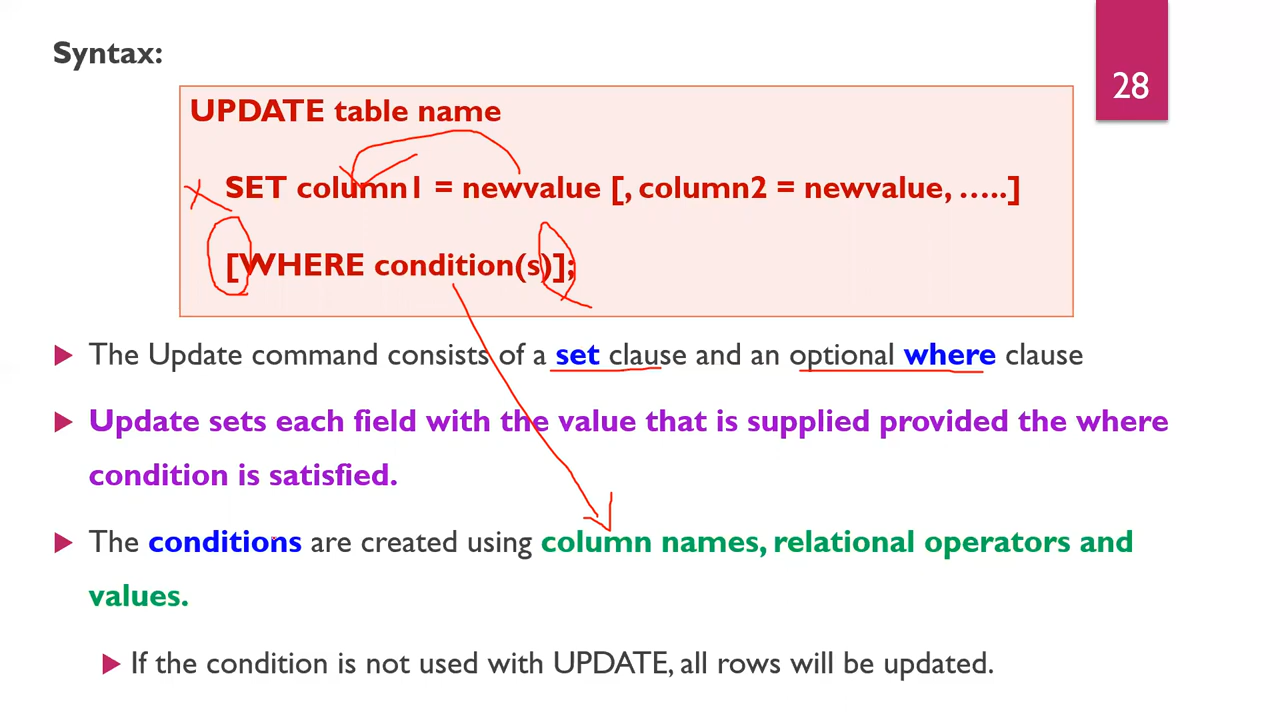 Syntax:
28
UPDATE table name
SET column1 = newvalue [, column2 = newvalue, …..]
[WHERE condition(s)];
The Update command consists of a set clause and an optional where clause
Update sets each field with the value that is supplied provided the where
condition is satisfied.
The conditions are created using column names, relational operators and
values.
If the condition is not used with UPDATE, all rows will be updated.